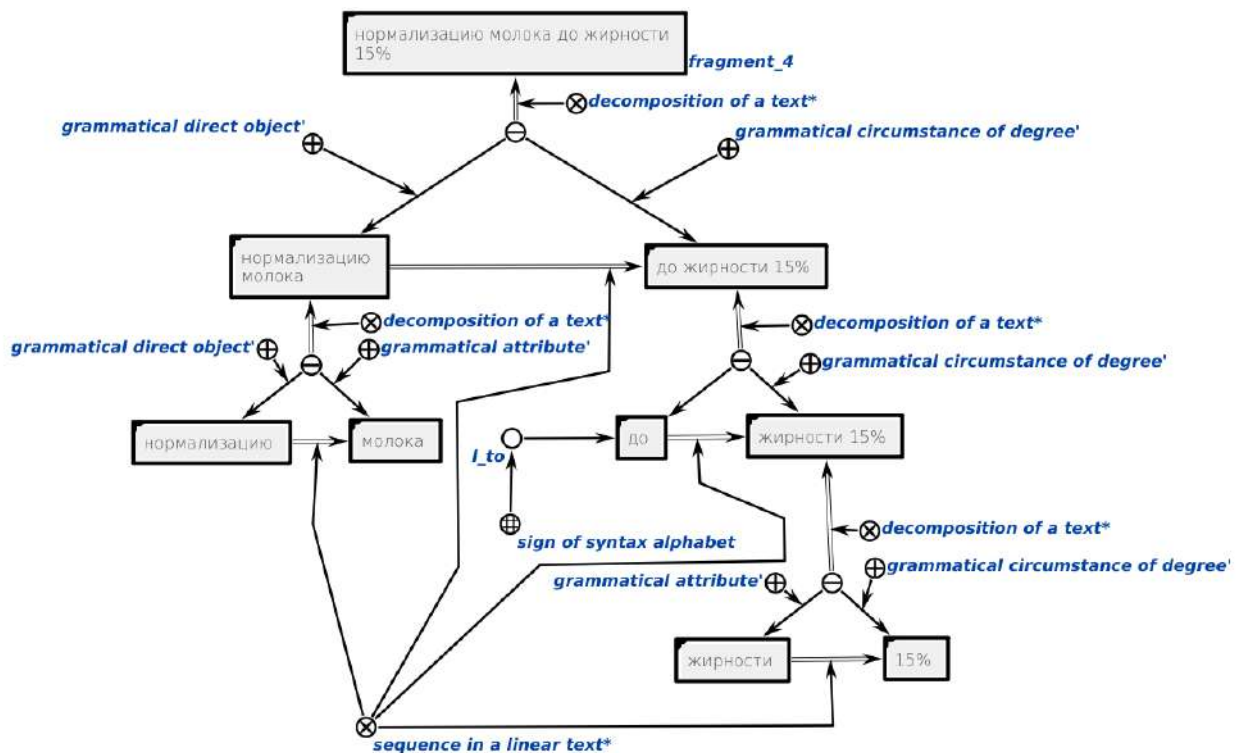 нормализацию молока до жирности
15%
fragment_4
decomposition of a text*
grammatical direct object'
grammatical circumstance of degree'
нормализацию
молока
до жирности 15%
decomposition of a text*
decomposition of a text*
grammatical direct object'
grammatical attribute'
grammatical circumstance of degree'
нормализацию
молока
до
жирности 15%
I_to
sign of syntax alphabet
decomposition of a text*
grammatical attribute'
grammatical circumstance of degree'
жирности
15%
sequence in a linear text*